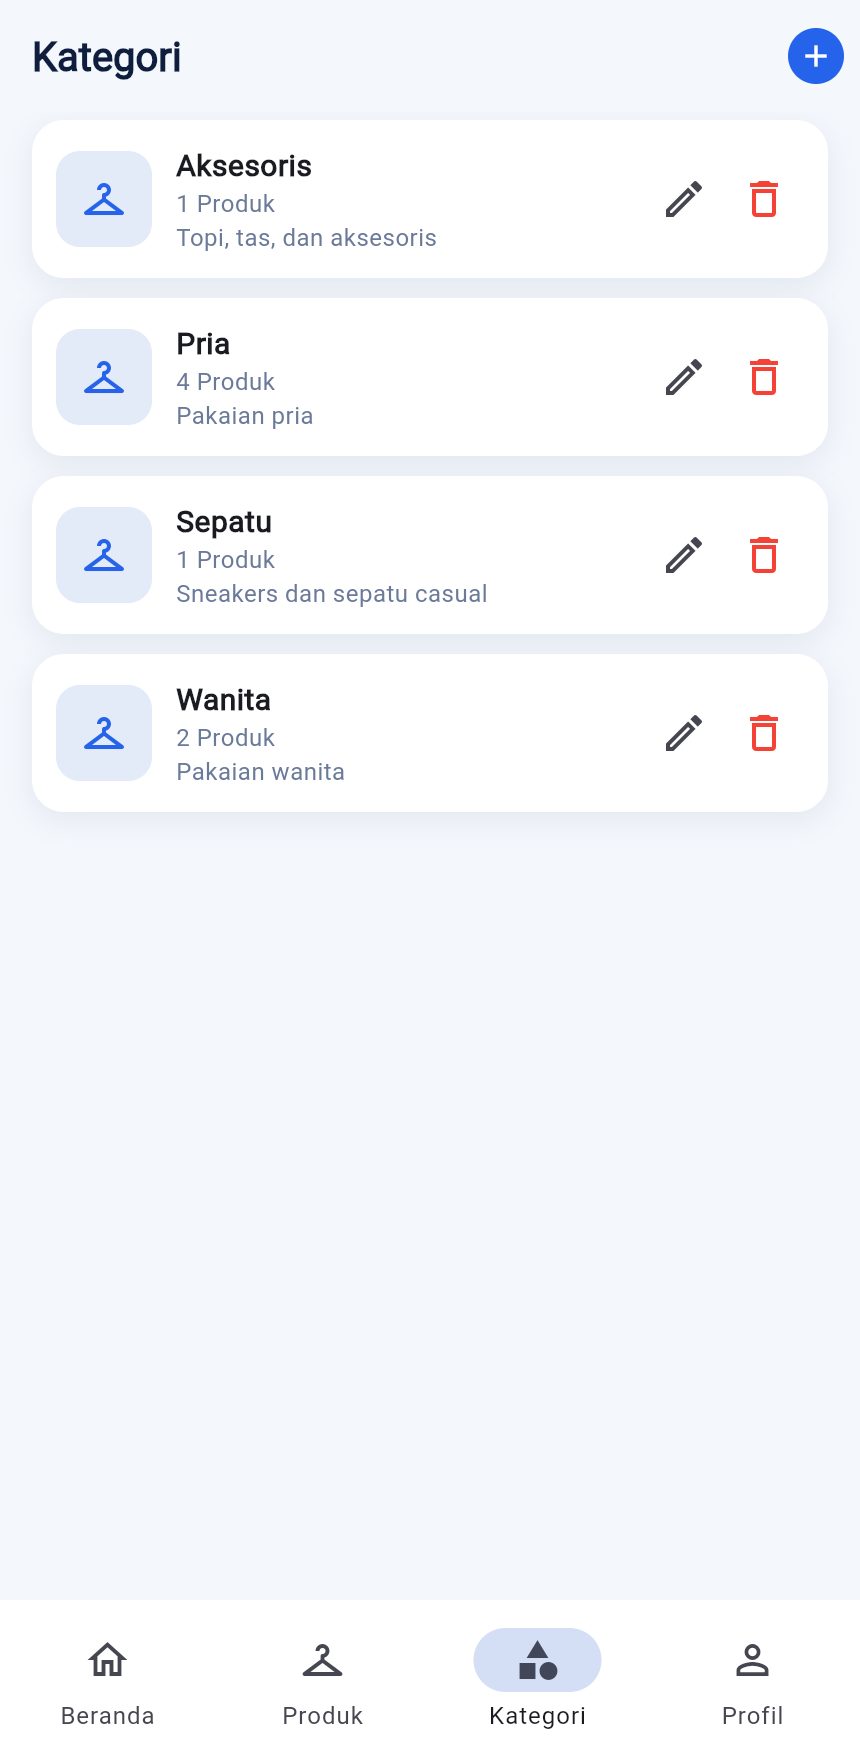 Kategori
Aksesoris
1 Produk
Topi, tas, dan aksesoris
Pria
4 Produk
Pakaian pria
Sepatu
1 Produk
Sneakers dan sepatu casual
Wanita
2 Produk
Pakaian wanita
Beranda
Produk
Kategori
Profil